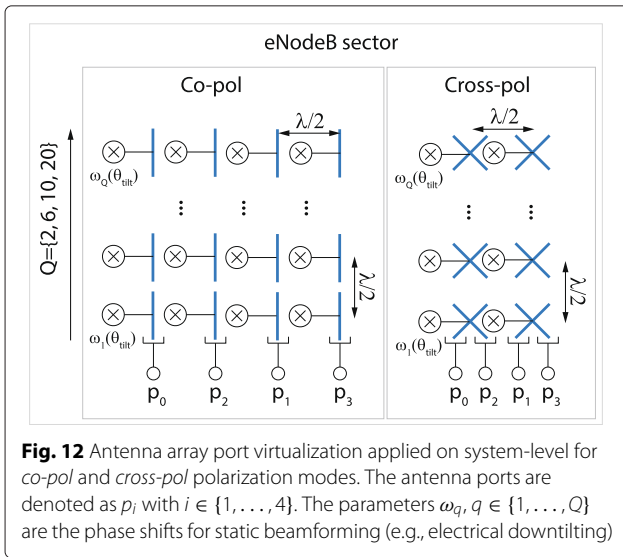 eNodeB sector
Co-pol
Cross-pol
Q={2, 6, 10, 20}
λ/2
λ/2
ω_Q(θ_tilt)
ω_Q(θ_tilt)
λ/2
λ/2
ω_1(θ_tilt)
ω_1(θ_tilt)
p_0 p_2 p_1 p_3
p_0 p_2 p_1 p_3
Fig. 12 Antenna array port virtualization applied on system-level for
co-pol and cross-pol polarization modes. The antenna ports are
denoted as p_i with i ∈ {1, . . . , 4}. The parameters ω_q, q ∈ {1, . . . , Q}
are the phase shifts for static beamforming (e.g., electrical downtilting)